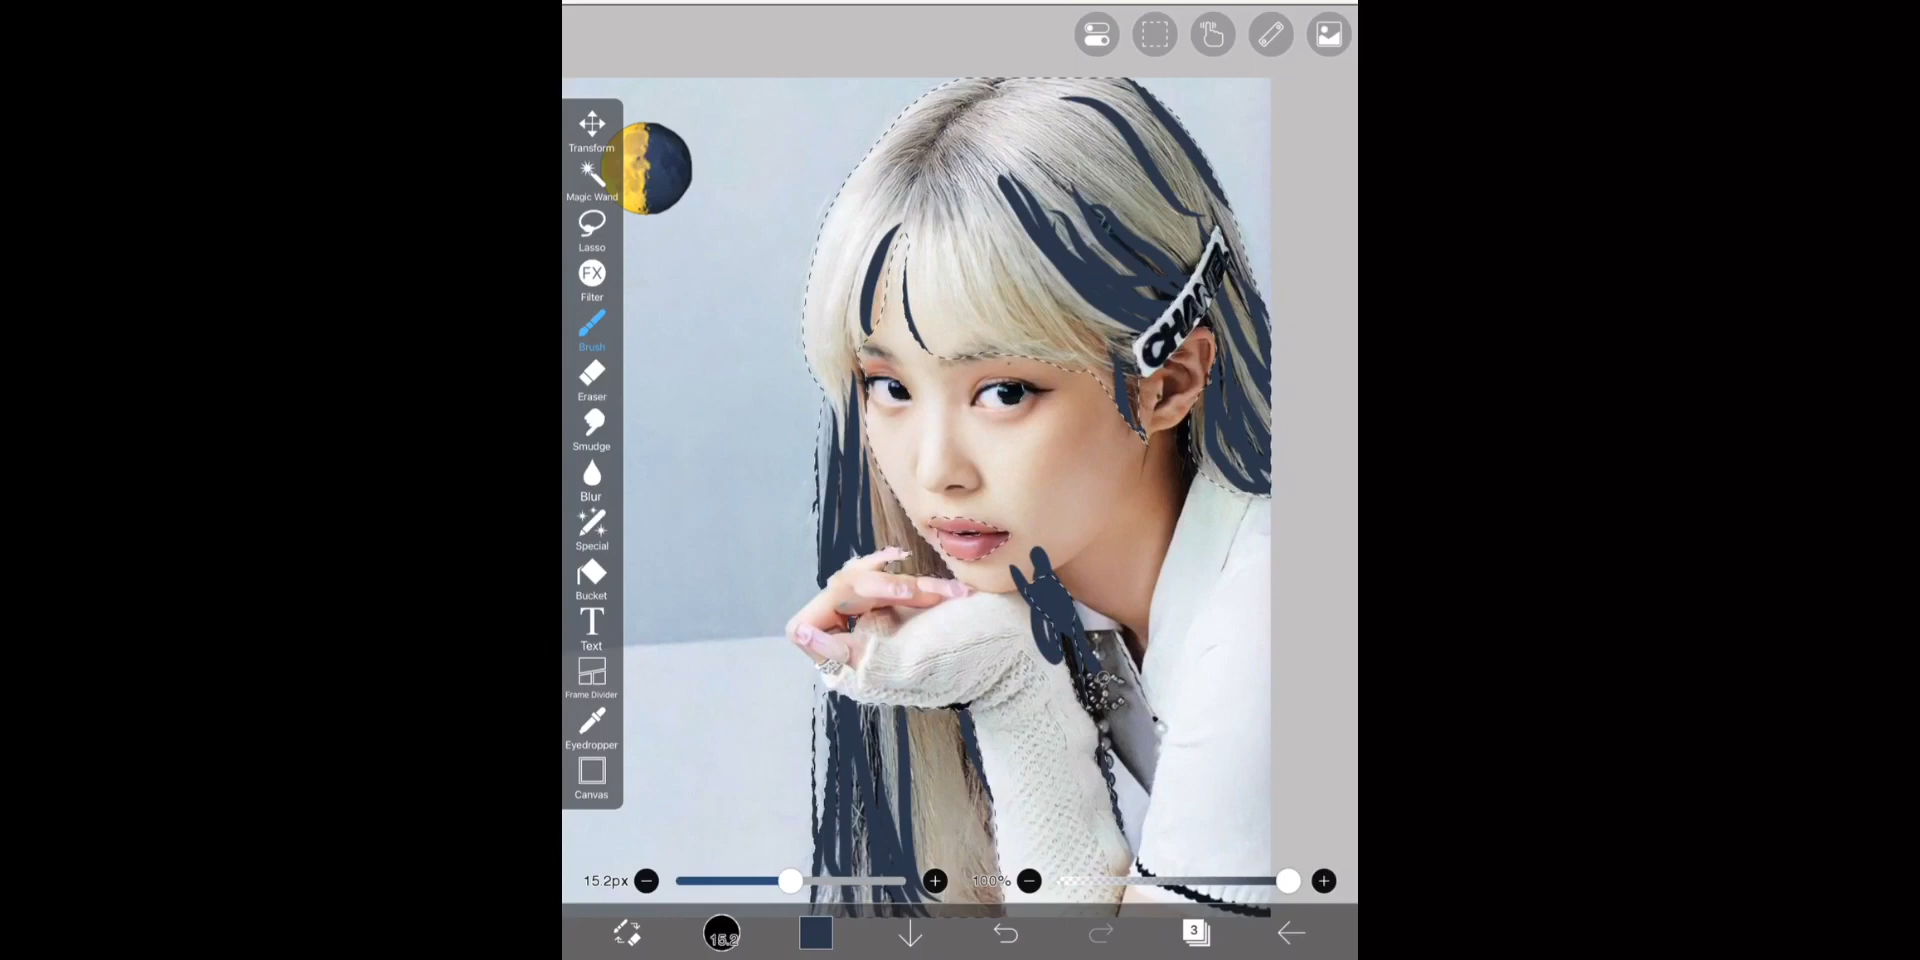 Transform
Magic Wand
Lasso
FX
Filter
Brush
Eraser
Smudge
Blur
Special
Bucket
T
Text
Frame Divider
Eyedropper
Canvas
CHANEL
15.2px
100%
15.2
3